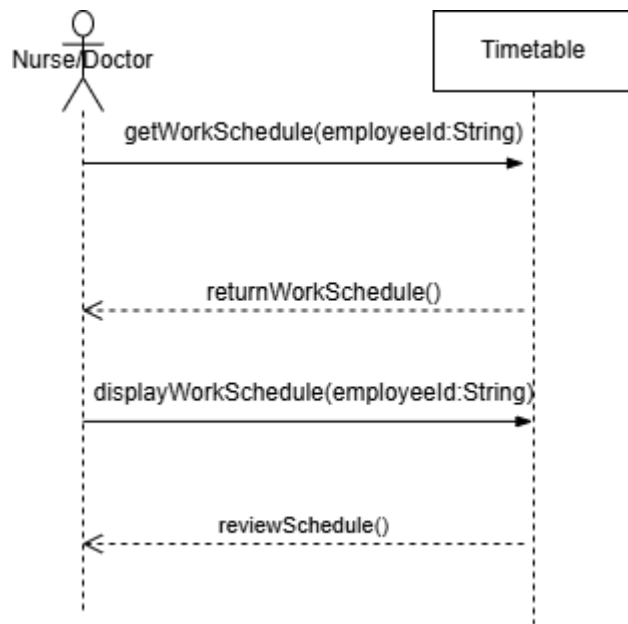 Nurse/Doctor
Timetable
getWorkSchedule(employeeId:String)
returnWorkSchedule()
displayWorkSchedule(employeeId:String)
reviewSchedule()